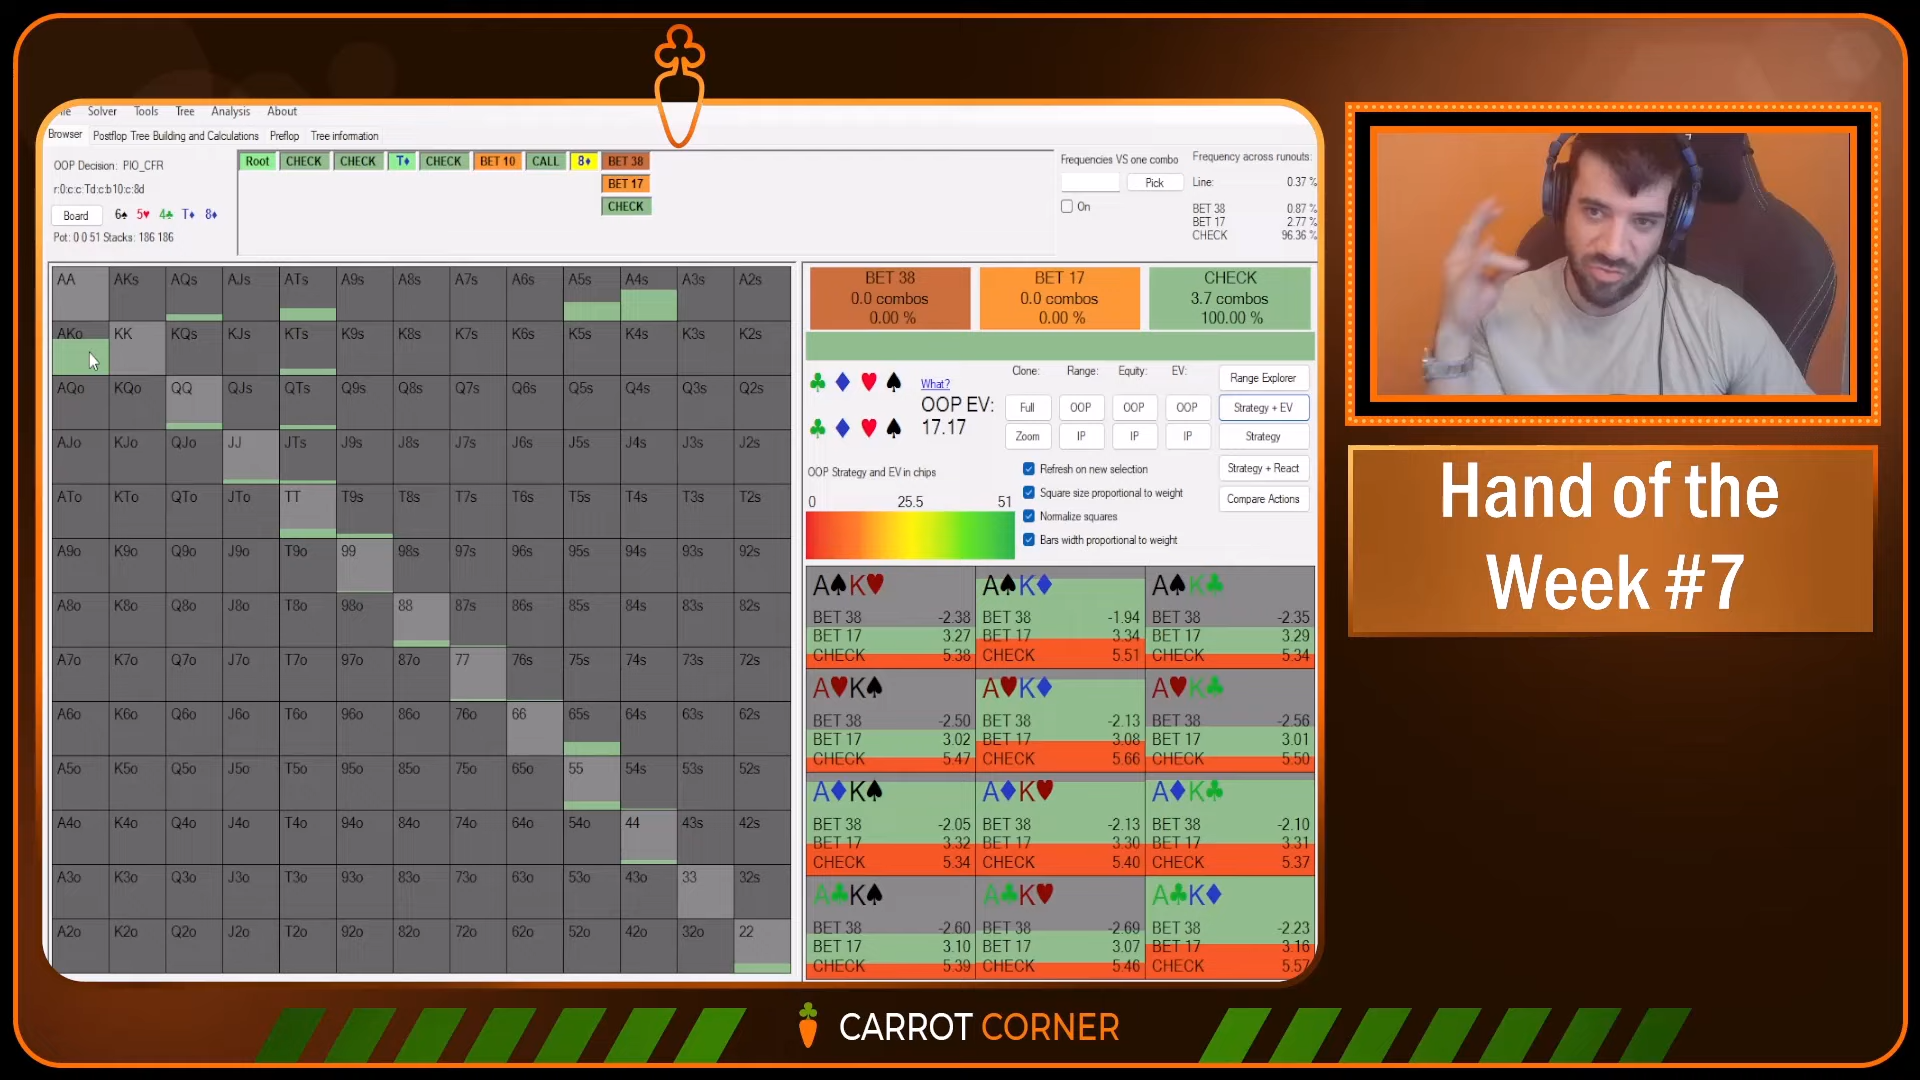 Solver Tools Tree Analysis About
Browser Postflop Tree Building and Calculations Preflop Tree information
OOP Decision: PIO_CFR
r:0:c:c:Td:c:b10:c:8d
Board 6♠ 5♥ 4♣ T♦ 8♦
Pot: 0 0 51 Stacks: 186 186
Root CHECK CHECK T♦ CHECK BET 10 CALL 8♦ BET 38
BET 17
CHECK
Frequencies VS one combo
Pick
On
Frequency across runouts:
Line: 0.37 %
BET 38 0.87 %
BET 17 2.77 %
CHECK 96.36 %
AA AKs AQs AJs ATs A9s A8s A7s A6s A5s A4s A3s A2s
AKo KK KQs KJs KTs K9s K8s K7s K6s K5s K4s K3s K2s
AQo KQo QQ QJs QTs Q9s Q8s Q7s Q6s Q5s Q4s Q3s Q2s
AJo KJo QJo JJ JTs J9s J8s J7s J6s J5s J4s J3s J2s
ATo KTo QTo JTo TT T9s T8s T7s T6s T5s T4s T3s T2s
A9o K9o Q9o J9o T9o 99 98s 97s 96s 95s 94s 93s 92s
A8o K8o Q8o J8o T8o 98o 88 87s 86s 85s 84s 83s 82s
A7o K7o Q7o J7o T7o 97o 87o 77 76s 75s 74s 73s 72s
A6o K6o Q6o J6o T6o 96o 86o 76o 66 65s 64s 63s 62s
A5o K5o Q5o J5o T5o 95o 85o 75o 65o 55 54s 53s 52s
A4o K4o Q4o J4o T4o 94o 84o 74o 64o 54o 44 43s 42s
A3o K3o Q3o J3o T3o 93o 83o 73o 63o 53o 43o 33 32s
A2o K2o Q2o J2o T2o 92o 82o 72o 62o 52o 42o 32o 22
BET 38 BET 17 CHECK
0.0 combos 0.0 combos 3.7 combos
0.00 % 0.00 % 100.00 %
♣ ♦ ♥ ♠
♣ ♦ ♥ ♠
What?
OOP EV:
17.17
Clone: Range: Equity: EV:
Full OOP OOP OOP
Zoom IP IP IP
Range Explorer
Strategy + EV
Strategy
Strategy + React
Compare Actions
OOP Strategy and EV in chips
0 25.5 51
Refresh on new selection
Square size proportional to weight
Normalize squares
Bars width proportional to weight
A♠K♥ A♠K♦ A♠K♣
BET 38 -2.38 BET 38 -1.94 BET 38 -2.35
BET 17 3.27 BET 17 3.34 BET 17 3.29
CHECK 5.38 CHECK 5.51 CHECK 5.34
A♥K♠ A♥K♦ A♥K♣
BET 38 -2.50 BET 38 -2.13 BET 38 -2.56
BET 17 3.02 BET 17 3.08 BET 17 3.01
CHECK 5.47 CHECK 5.66 CHECK 5.50
A♦K♠ A♦K♥ A♦K♣
BET 38 -2.05 BET 38 -2.13 BET 38 -2.10
BET 17 3.32 BET 17 3.30 BET 17 3.31
CHECK 5.34 CHECK 5.40 CHECK 5.37
A♣K♠ A♣K♥ A♣K♦
BET 38 -2.60 BET 38 -2.69 BET 38 -2.23
BET 17 3.10 BET 17 3.07 BET 17 3.16
CHECK 5.39 CHECK 5.46 CHECK 5.57
Hand of the
Week #7
CARROT CORNER